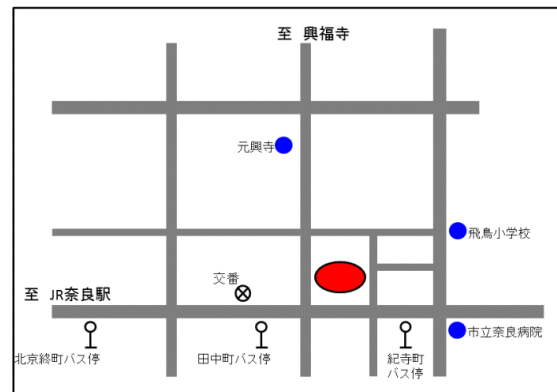 至 興福寺
元興寺
飛鳥小学校
交番
至 JR奈良駅
市立奈良病院
北京終町バス停
田中町バス停
紀寺町
バス停